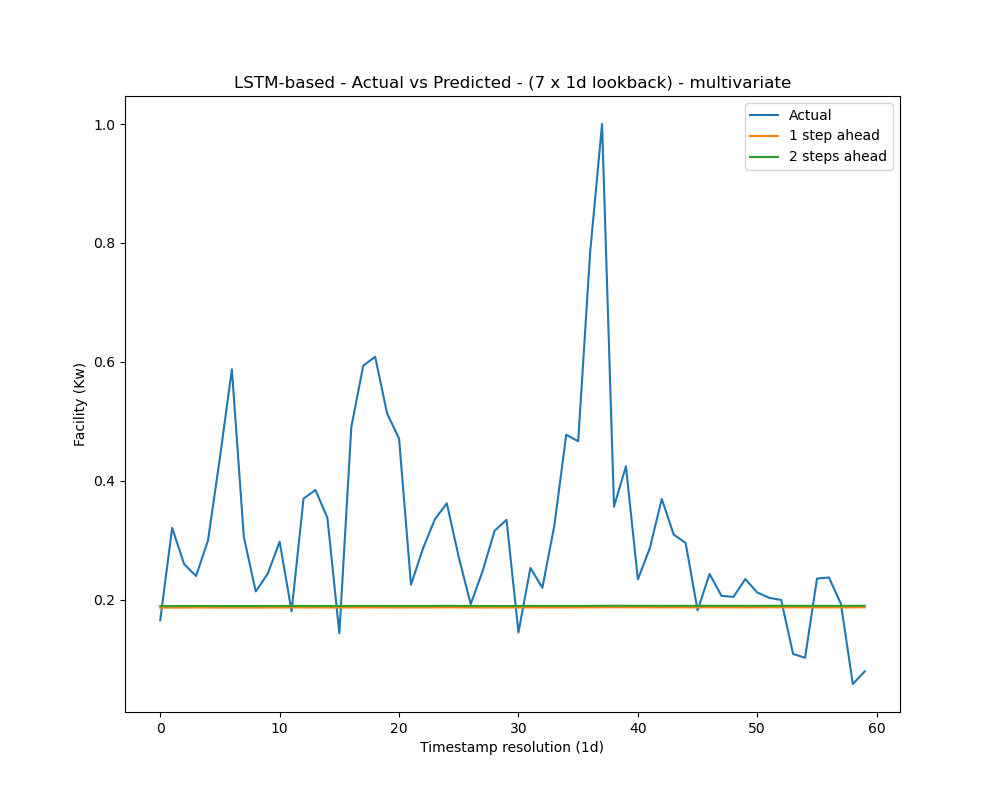 LSTM-based - Actual vs Predicted - (7 x 1d lookback) - multivariate
Actual
1 step ahead
2 steps ahead
1.0
0.8
0.6
0.4
0.2
Facility (Kw)
0 10 20 30 40 50 60
Timestamp resolution (1d)